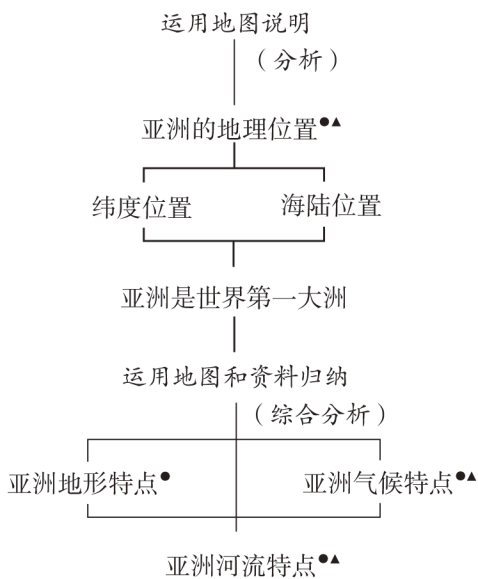 运用地图说明
（分析）
亚洲的地理位置●▲
纬度位置 海陆位置
亚洲是世界第一大洲
运用地图和资料归纳
（综合分析）
亚洲地形特点● 亚洲气候特点●▲
亚洲河流特点●▲